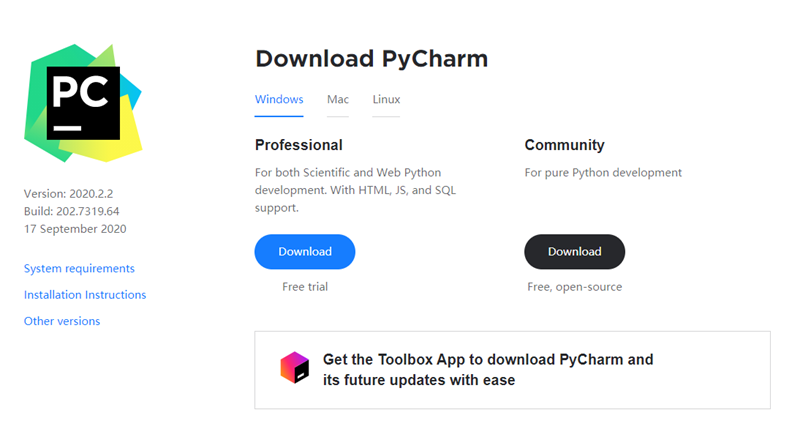 PC
Version: 2020.2.2
Build: 202.7319.64
17 September 2020
System requirements
Installation Instructions
Other versions
Download PyCharm
Windows
Mac
Linux
Professional
For both Scientific and Web Python
development. With HTML, JS, and SQL
support.
Download
Free trial
Community
For pure Python development
Download
Free, open-source
Get the Toolbox App to download PyCharm and
its future updates with ease